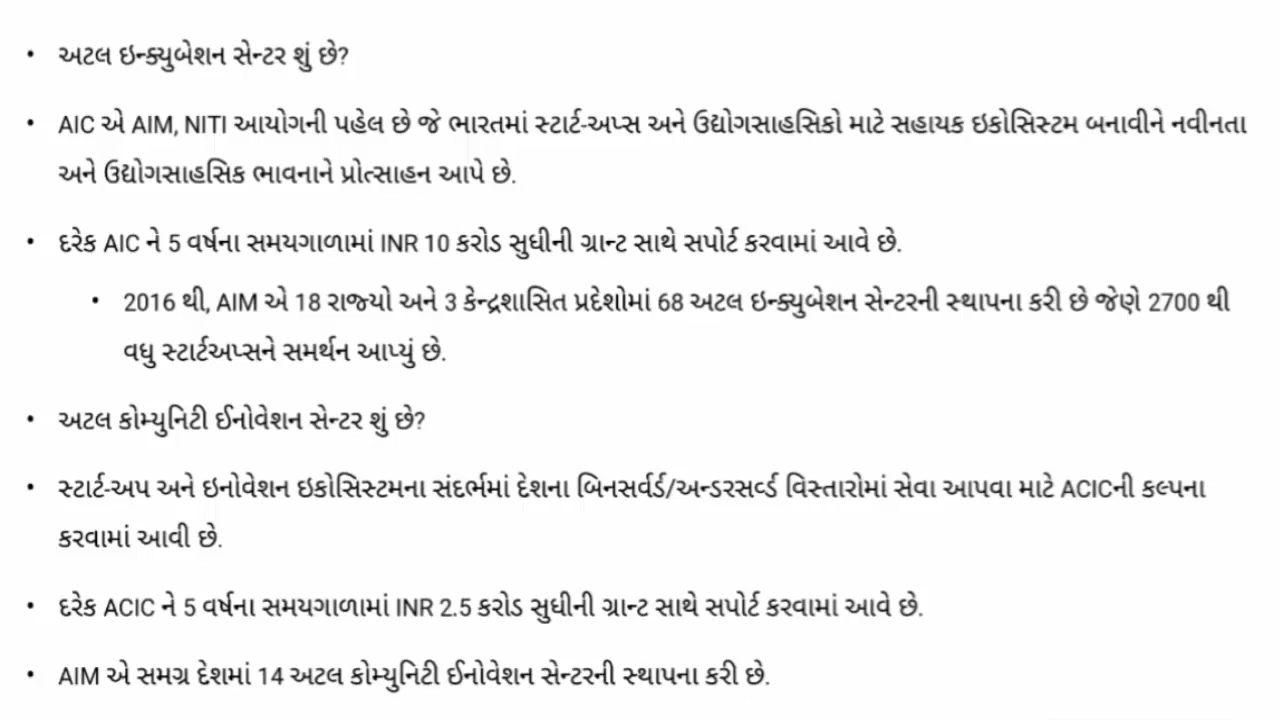 • અટલ ઇન્ક્યુબેશન સેન્ટર શું છે?
• AIC એ AIM, NITI આયોગની પહેલ છે જે ભારતમાં સ્ટાર્ટ-અપ્સ અને ઉદ્યોગસાહસિકો માટે સહાયક ઇકોસિસ્ટમ બનાવીને નવીનતા
અને ઉદ્યોગસાહસિક ભાવનાને પ્રોત્સાહન આપે છે.
• દરેક AIC ને 5 વર્ષના સમયગાળામાં INR 10 કરોડ સુધીની ગ્રાન્ટ સાથે સપોર્ટ કરવામાં આવે છે.
• 2016 થી, AIM એ 18 રાજ્યો અને 3 કેન્દ્રશાસિત પ્રદેશોમાં 68 અટલ ઇન્ક્યુબેશન સેન્ટરની સ્થાપના કરી છે જેણે 2700 થી
વધુ સ્ટાર્ટઅપ્સને સમર્થન આપ્યું છે.
• અટલ કોમ્યુનિટી ઈનોવેશન સેન્ટર શું છે?
• સ્ટાર્ટ-અપ અને ઇનોવેશન ઇકોસિસ્ટમના સંદર્ભમાં દેશના બિનસર્વર્ડ/અન્ડરસર્વ્ડ વિસ્તારોમાં સેવા આપવા માટે ACICની કલ્પના
કરવામાં આવી છે.
• દરેક ACIC ને 5 વર્ષના સમયગાળામાં INR 2.5 કરોડ સુધીની ગ્રાન્ટ સાથે સપોર્ટ કરવામાં આવે છે.
• AIM એ સમગ્ર દેશમાં 14 અટલ કોમ્યુનિટી ઈનોવેશન સેન્ટરની સ્થાપના કરી છે.